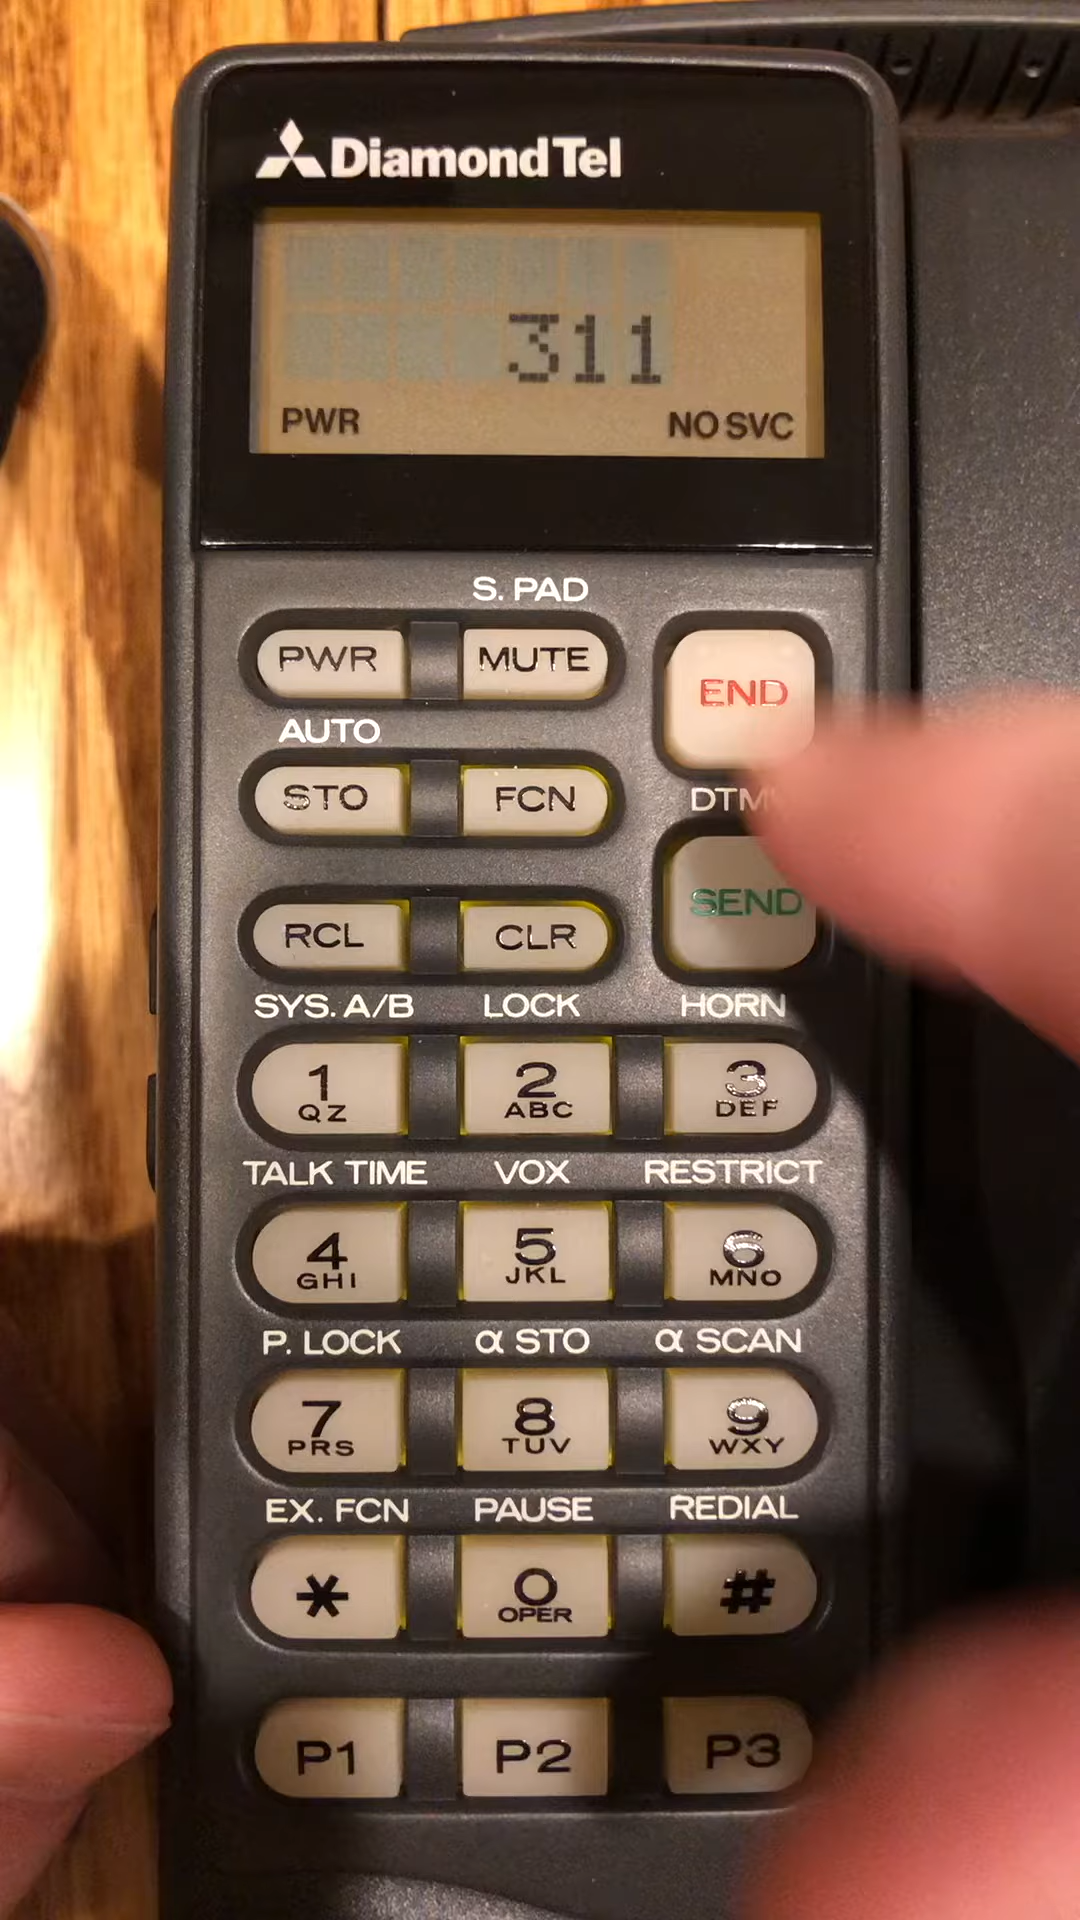 DiamondTel
311
PWR NO SVC
S. PAD
PWR MUTE END
AUTO
STO FCN DTMF
SEND
RCL CLR
SYS. A/B LOCK HORN
1 2 3
QZ ABC DEF
TALK TIME VOX RESTRICT
4 5 6
GHI JKL MNO
P. LOCK α STO α SCAN
7 8 9
PRS TUV WXY
EX. FCN PAUSE REDIAL
* 0 #
OPER
P1 P2 P3